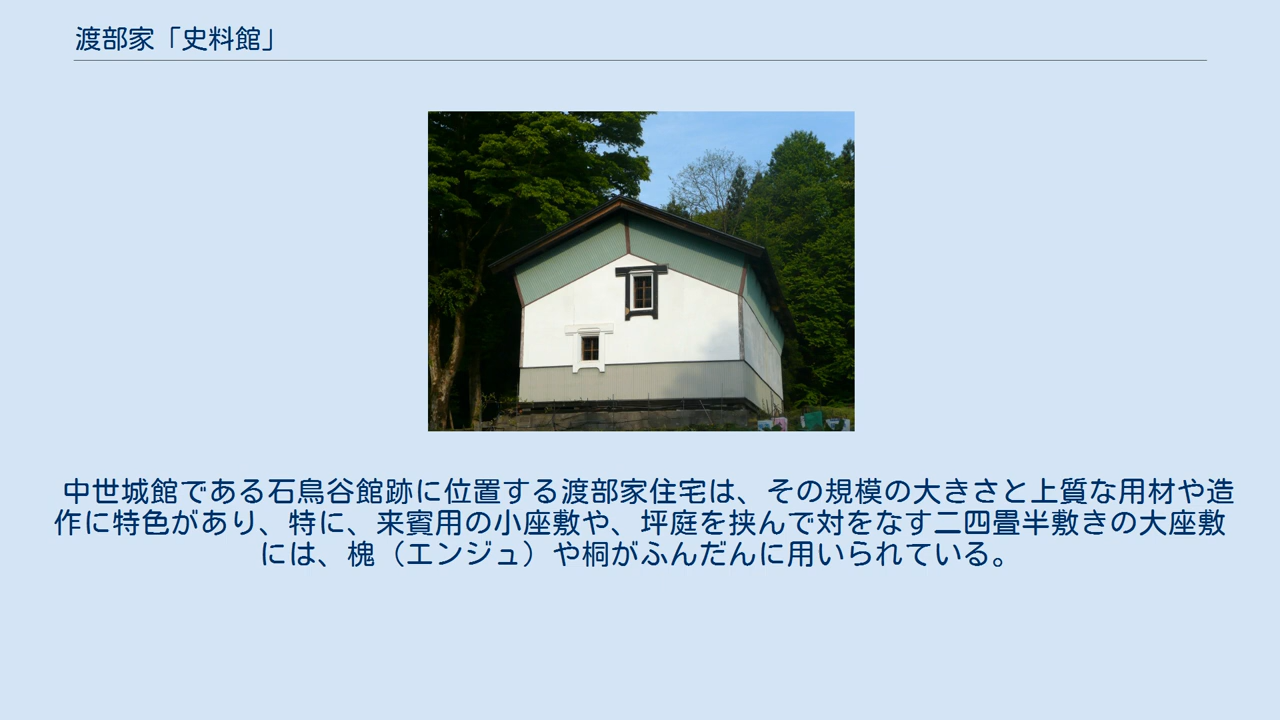 渡部家「史料館」
中世城館である石鳥谷館跡に位置する渡部家住宅は、その規模の大きさと上質な用材や造
作に特色があり、特に、来賓用の小座敷や、坪庭を挟んで対をなす二四畳半敷きの大座敷
には、槐（エンジュ）や桐がふんだんに用いられている。